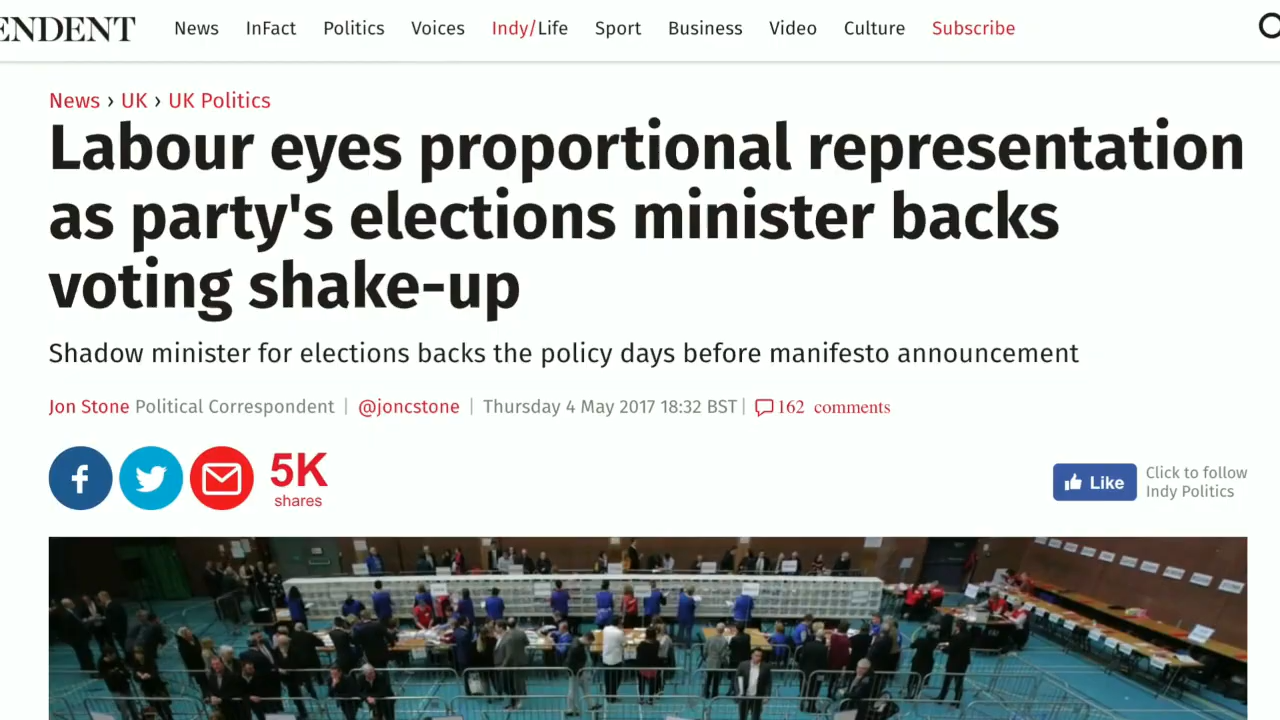 ENDENT News InFact Politics Voices Indy/Life Sport Business Video Culture Subscribe
News › UK › UK Politics
Labour eyes proportional representation
as party's elections minister backs
voting shake-up
Shadow minister for elections backs the policy days before manifesto announcement
Jon Stone Political Correspondent | @joncstone | Thursday 4 May 2017 18:32 BST | 162 comments
5K
shares
Like
Click to follow
Indy Politics